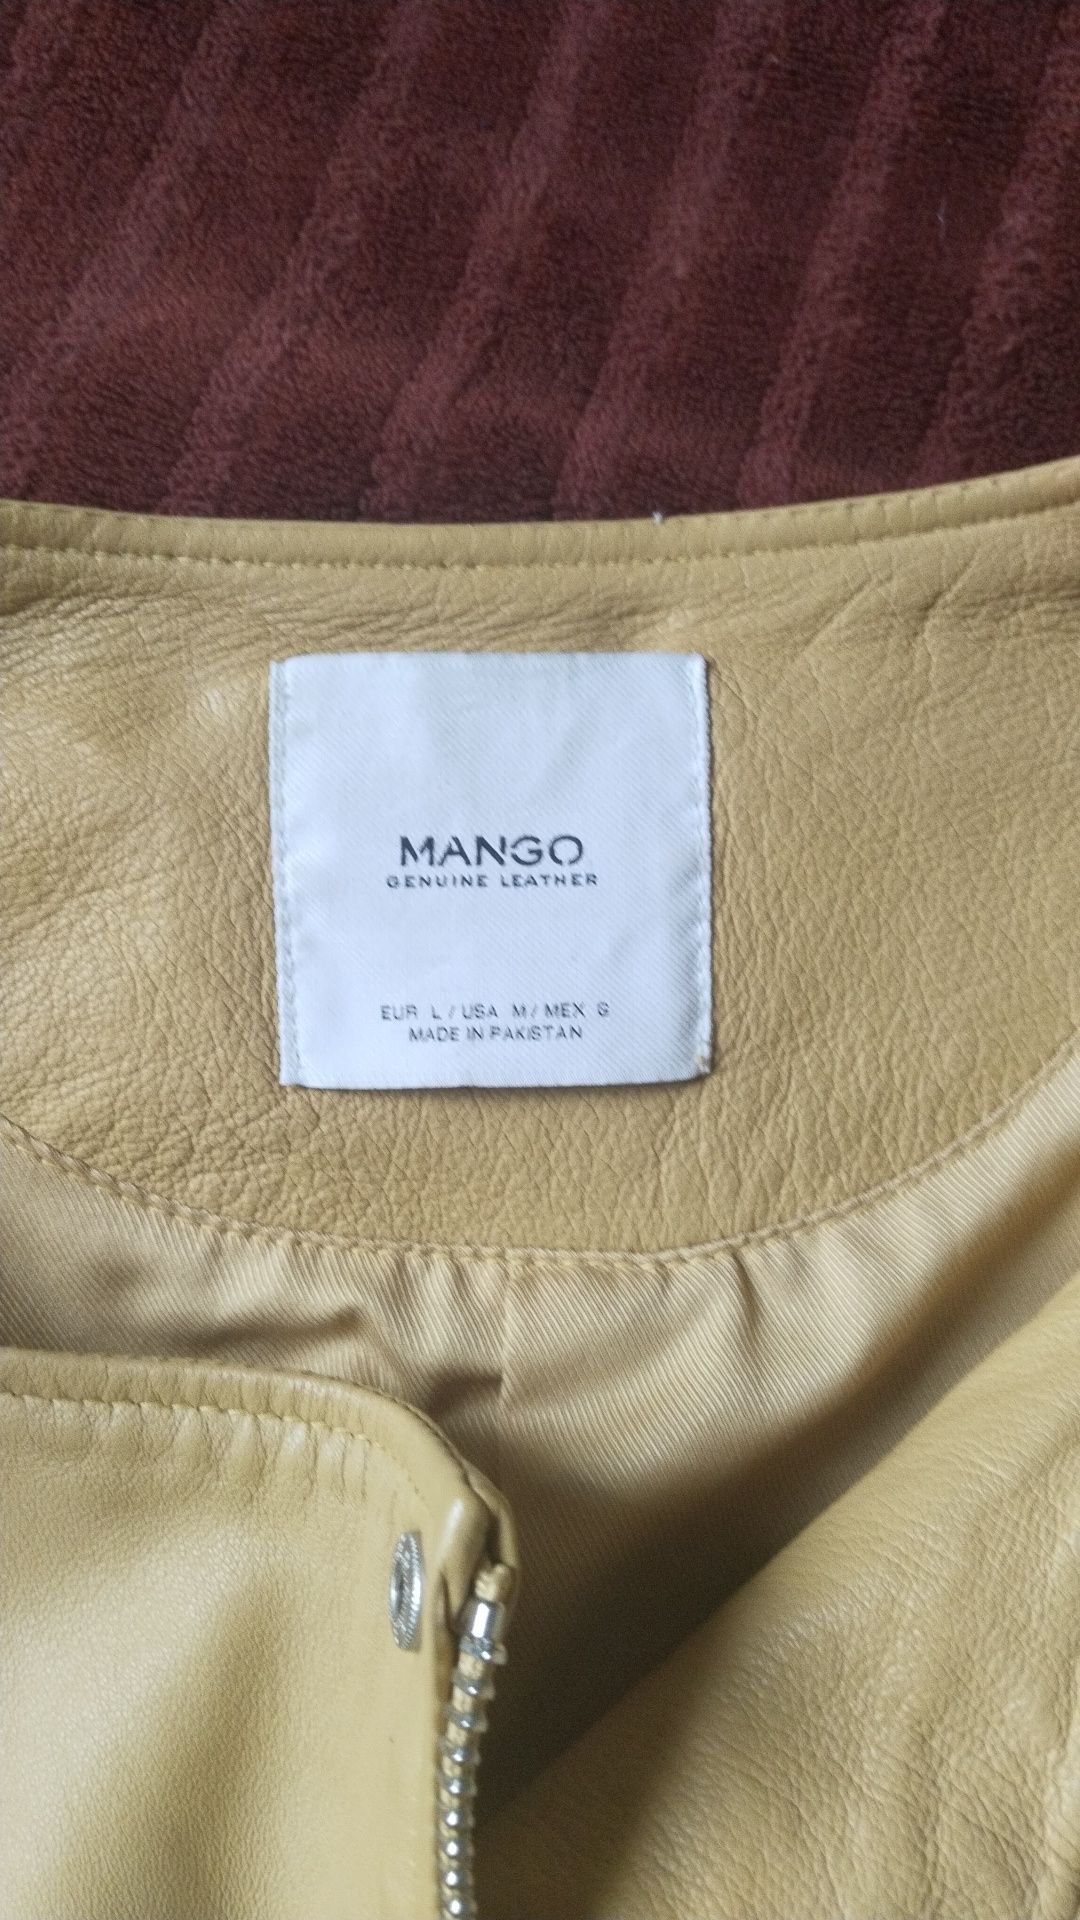 MANGO
GENUINE LEATHER
EUR L / USA M / MEX G
MADE IN PAKISTAN